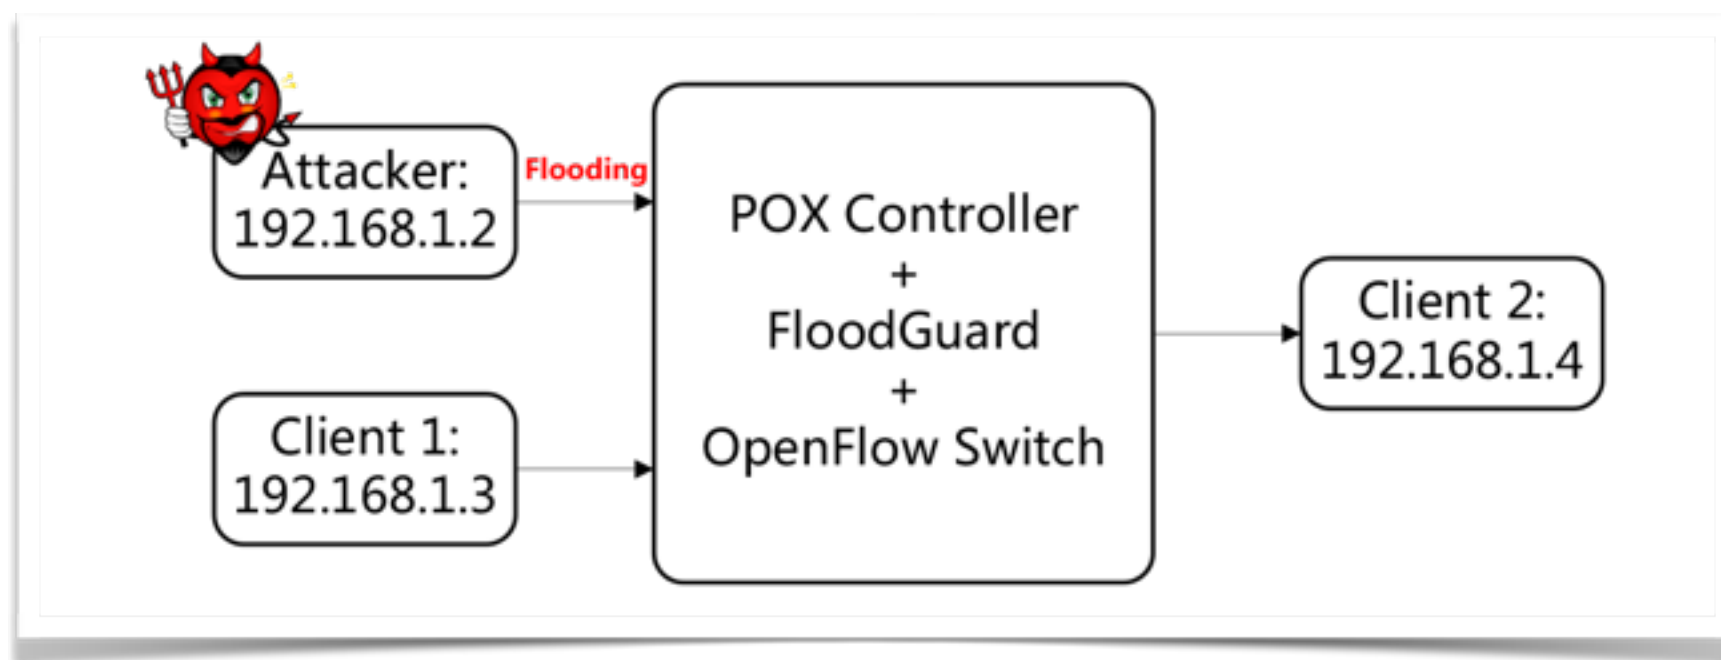 Attacker:
192.168.1.2
Flooding
Client 1:
192.168.1.3
POX Controller
+
FloodGuard
+
OpenFlow Switch
Client 2:
192.168.1.4